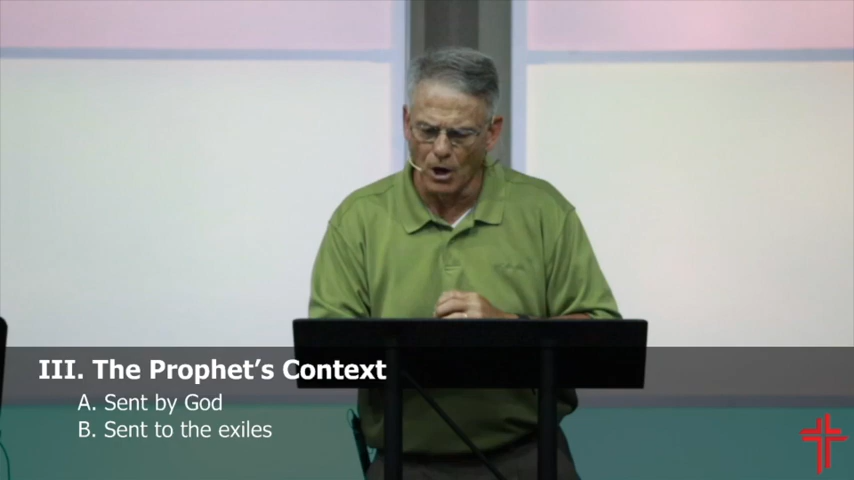 III. The Prophet's Context
A. Sent by God
B. Sent to the exiles